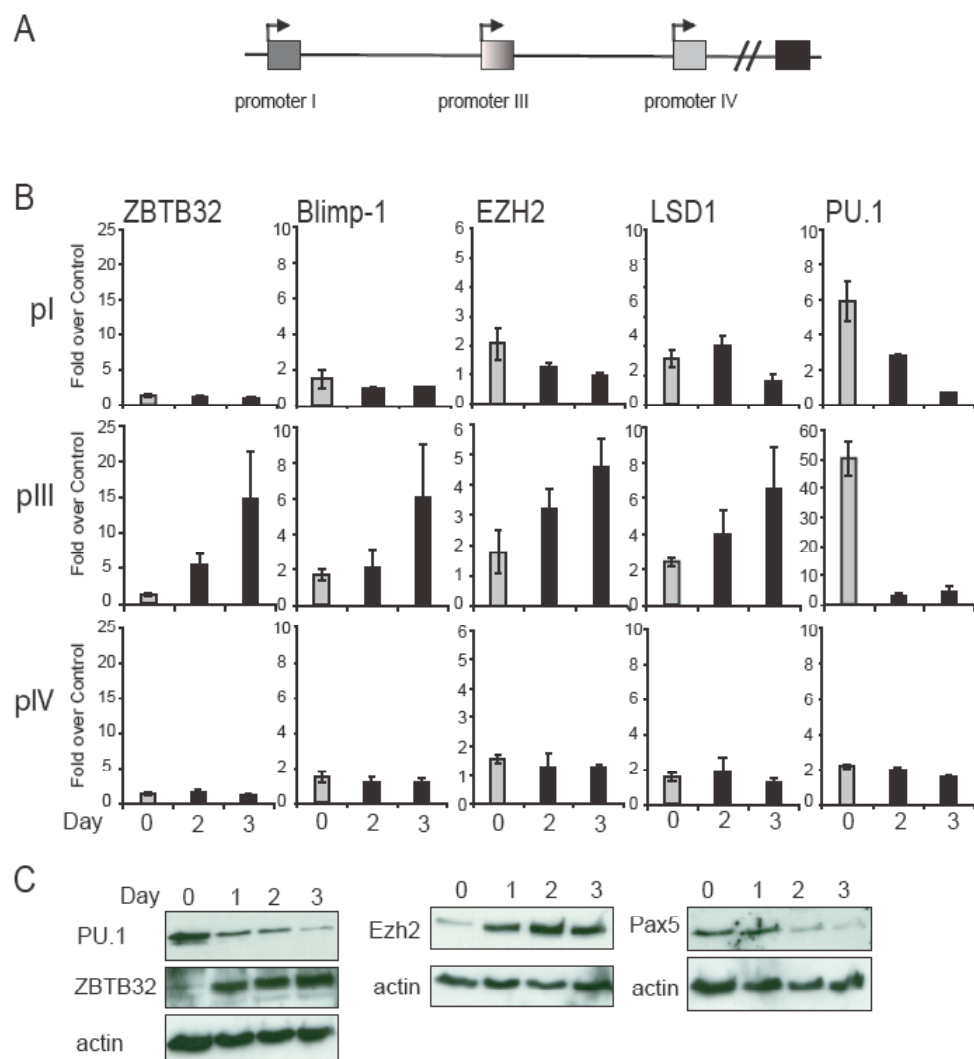 A
promoter I promoter III promoter IV
B
ZBTB32 Blimp-1 EZH2 LSD1 PU.1
pI
Fold over Control
25 20 15 10 5 0
10 8 6 4 2 0
6 5 4 3 2 1 0
10 8 6 4 2 0
10 8 6 4 2 0
pIII
Fold over Control
25 20 15 10 5 0
10 8 6 4 2 0
6 5 4 3 2 1 0
10 8 6 4 2 0
60 50 40 30 20 10 0
pIV
Fold over Control
25 20 15 10 5 0
10 8 6 4 2 0
6 5 4 3 2 1 0
10 8 6 4 2 0
10 8 6 4 2 0
Day 0 2 3 0 2 3 0 2 3 0 2 3 0 2 3
C
Day 0 1 2 3
PU.1
ZBTB32
actin
0 1 2 3
Ezh2
actin
0 1 2 3
Pax5
actin